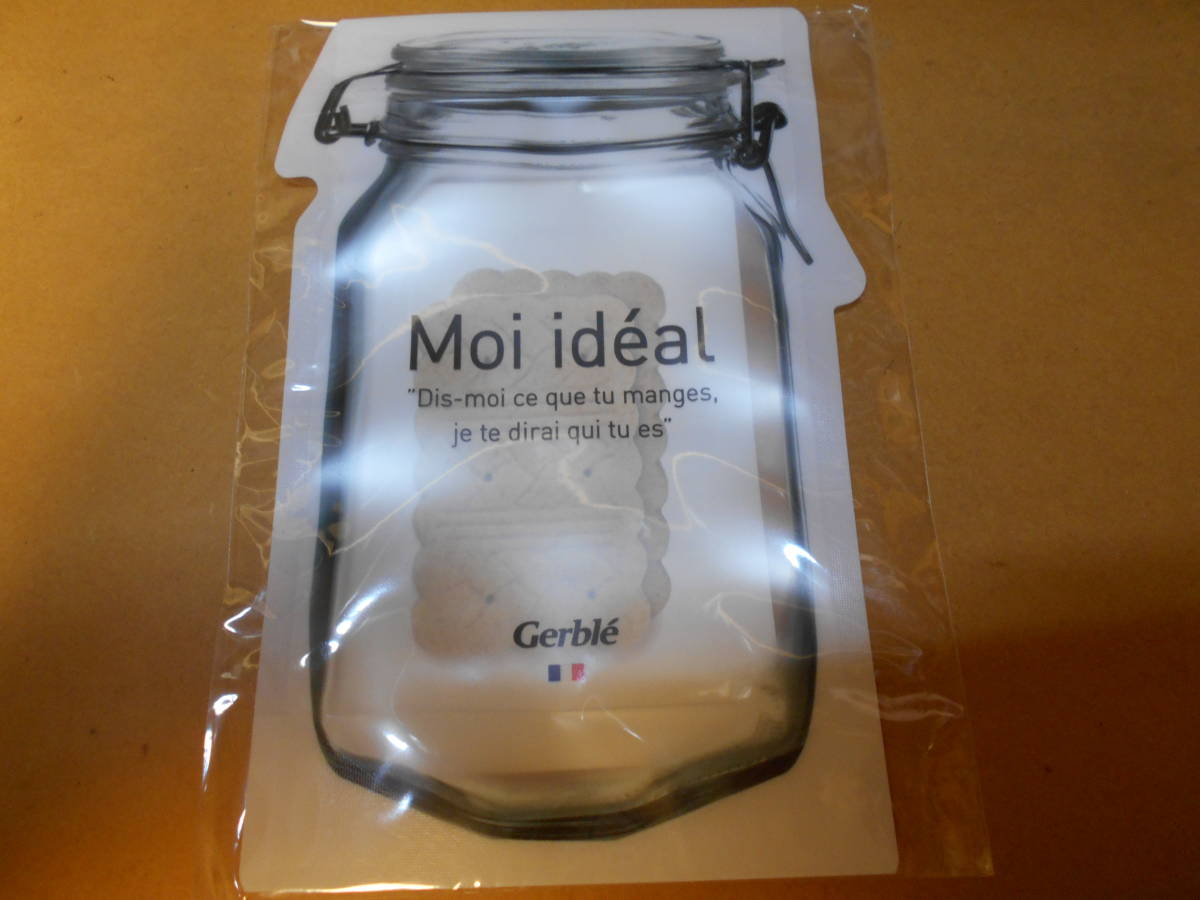 Moi idéal
"Dis-moi ce que tu manges,
je te dirai qui tu es"
Gerblé